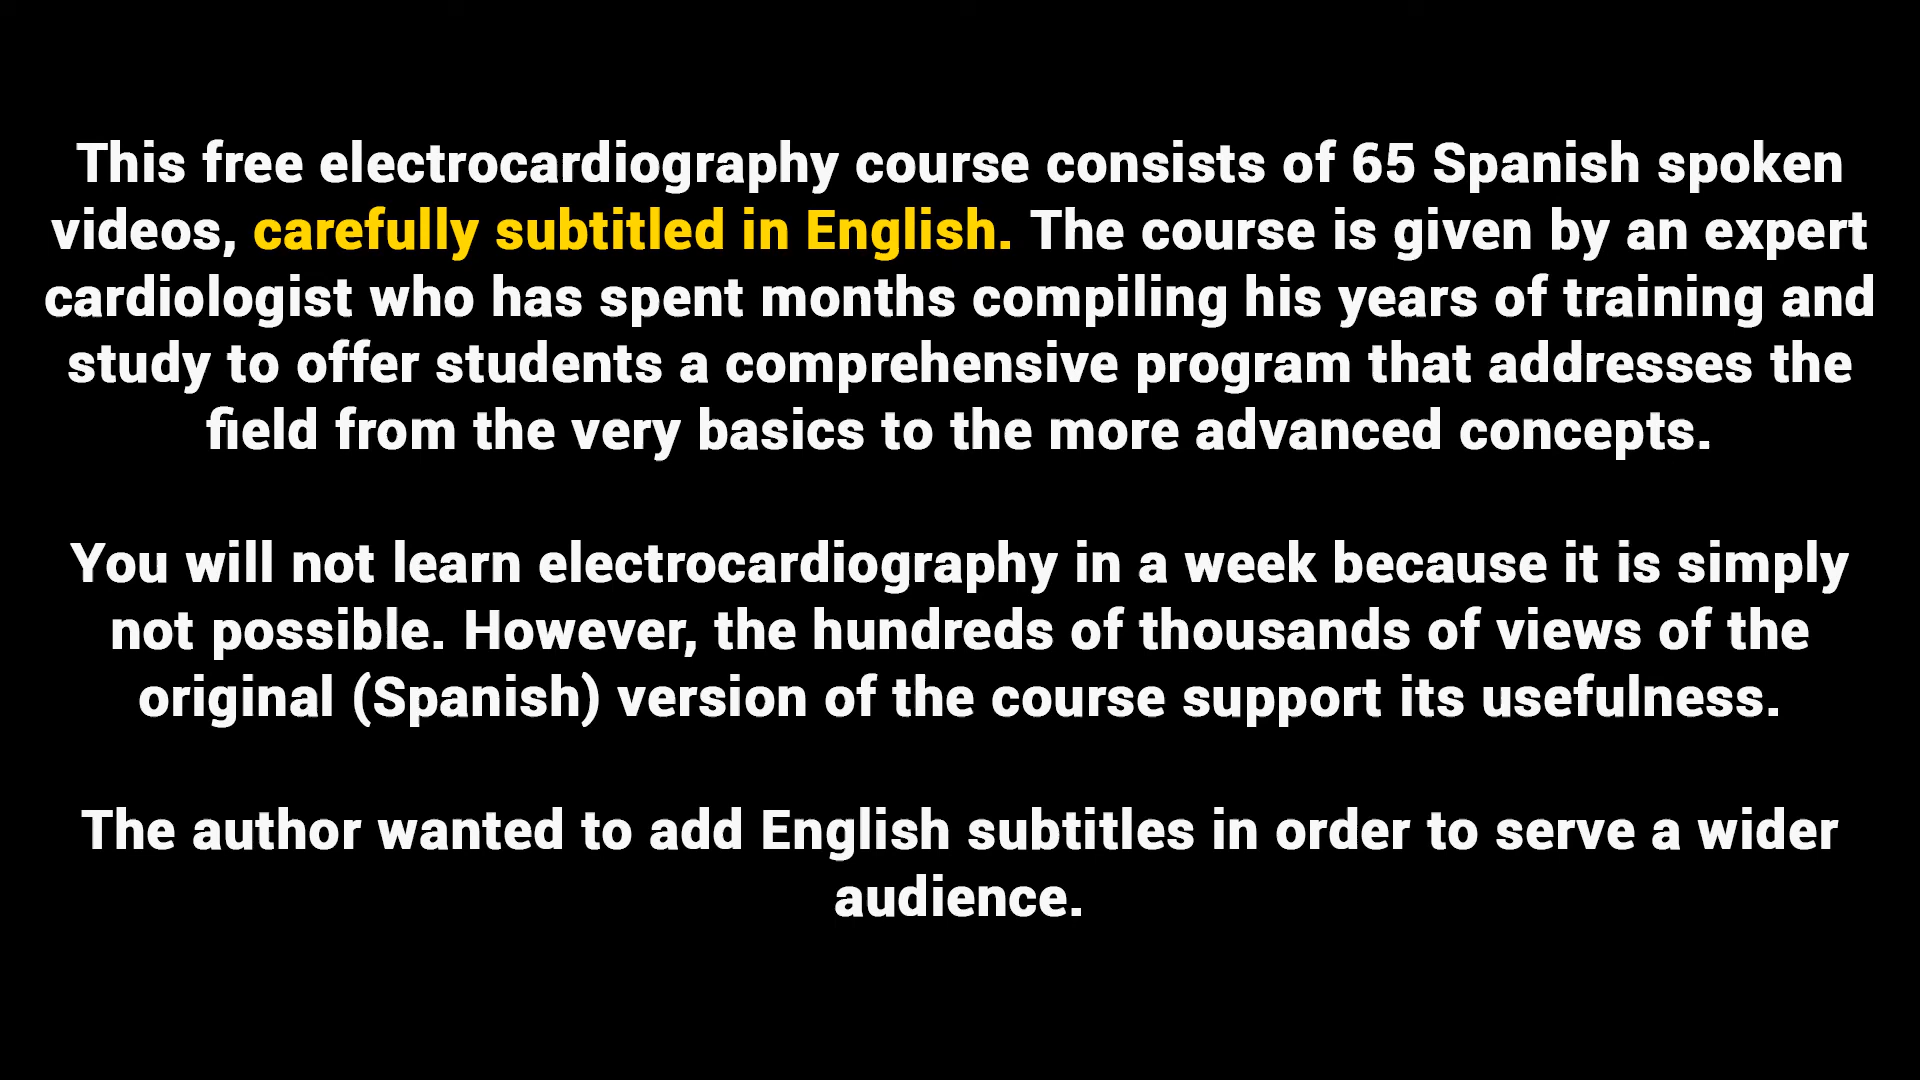 This free electrocardiography course consists of 65 Spanish spoken
videos, carefully subtitled in English. The course is given by an expert
cardiologist who has spent months compiling his years of training and
study to offer students a comprehensive program that addresses the
field from the very basics to the more advanced concepts.
You will not learn electrocardiography in a week because it is simply
not possible. However, the hundreds of thousands of views of the
original (Spanish) version of the course support its usefulness.
The author wanted to add English subtitles in order to serve a wider
audience.